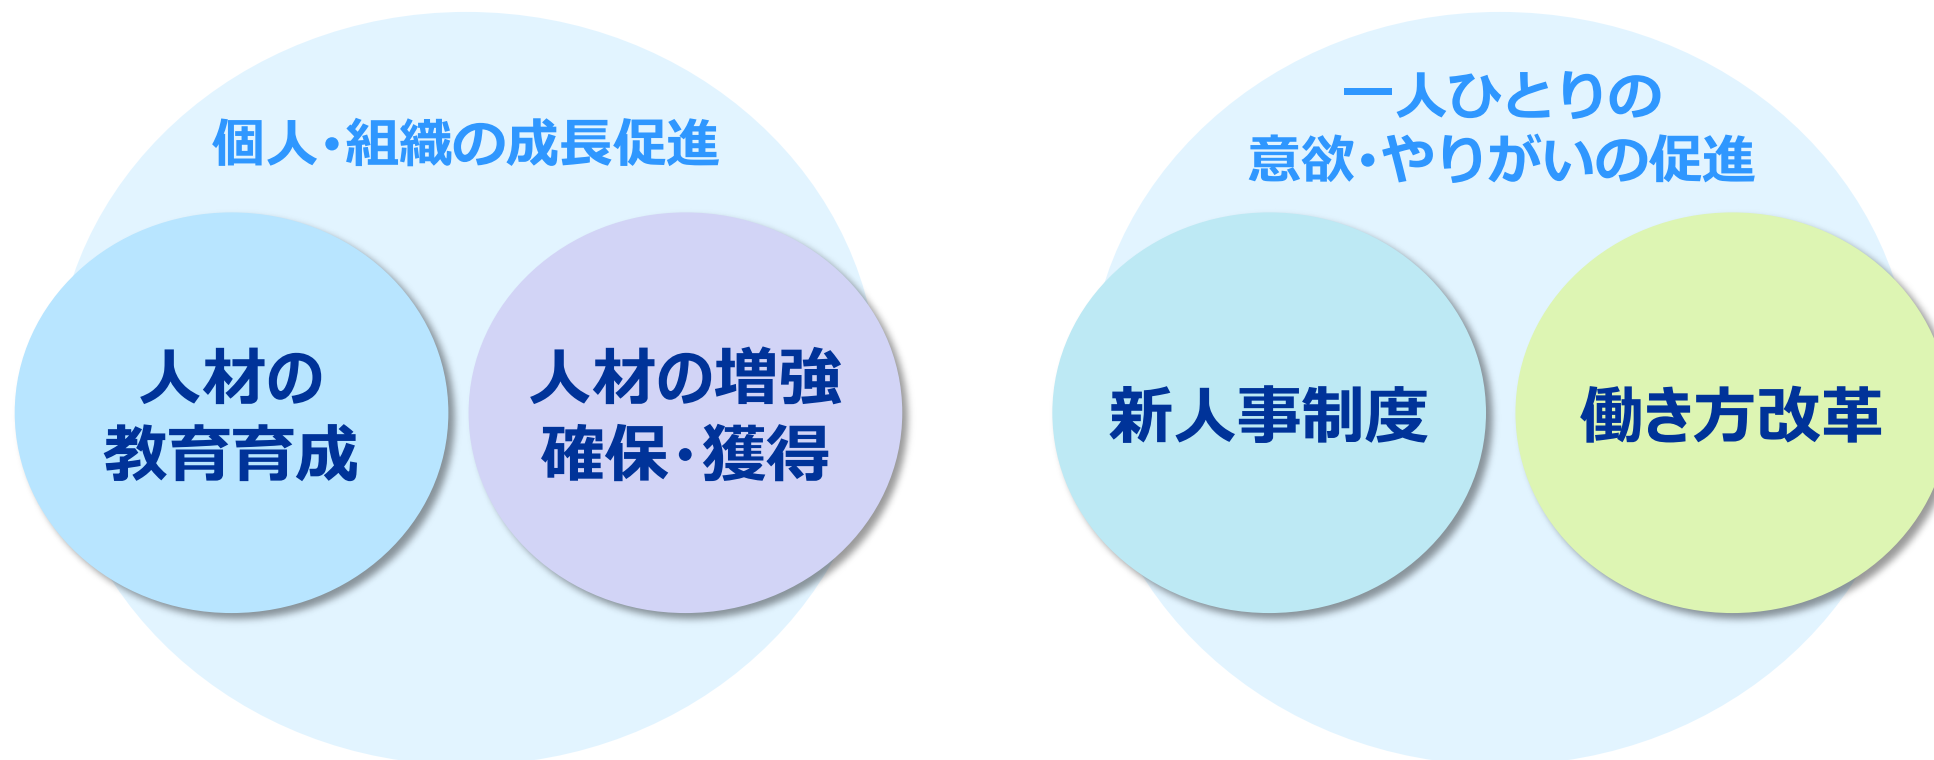 個人・組織の成長促進
人材の
教育育成
人材の増強
確保・獲得
一人ひとりの
意欲・やりがいの促進
新人事制度
働き方改革